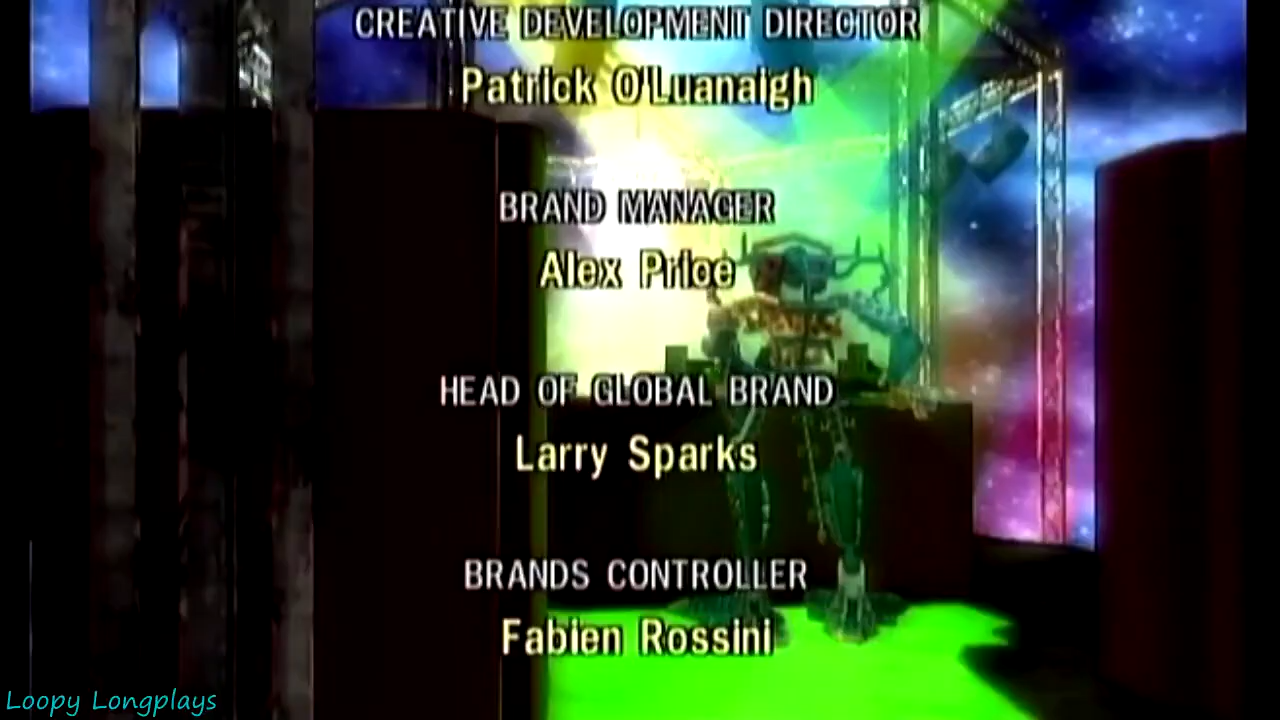 CREATIVE DEVELOPMENT DIRECTOR
Patrick O'Luanaigh
BRAND MANAGER
Alex Price
HEAD OF GLOBAL BRAND
Larry Sparks
BRANDS CONTROLLER
Fabien Rossini
Loopy Longplays